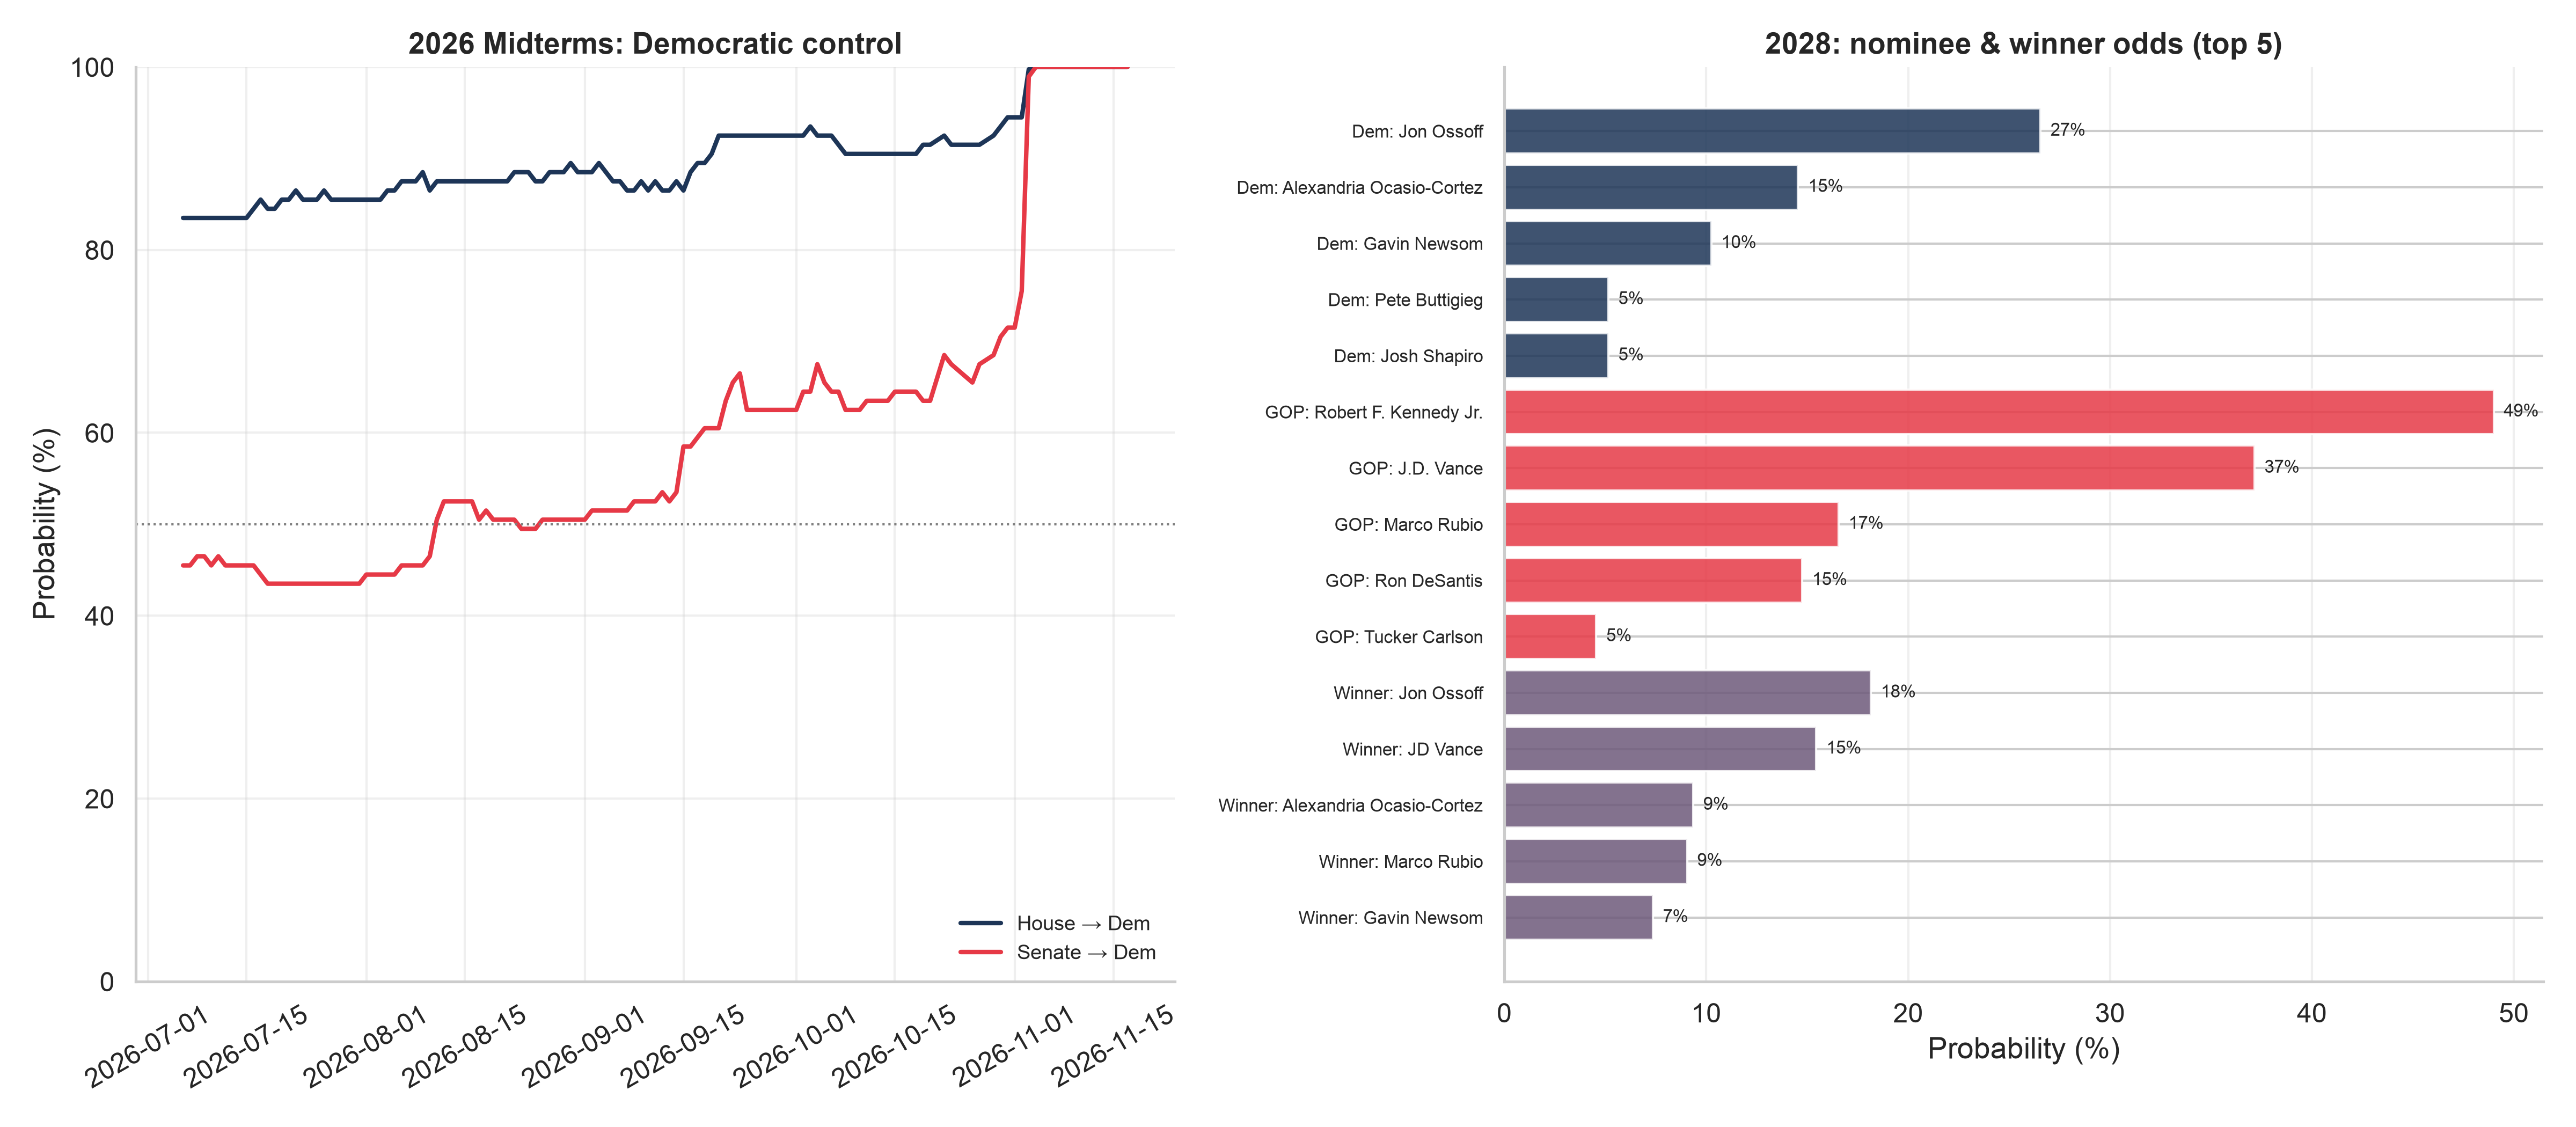 2026 Midterms: Democratic control
Probability (%)
100
80
60
40
20
0
House → Dem
Senate → Dem
2026-07-01
2026-07-15
2026-08-01
2026-08-15
2026-09-01
2026-09-15
2026-10-01
2026-10-15
2026-11-01
2026-11-15
2028: nominee & winner odds (top 5)
Dem: Jon Ossoff 27%
Dem: Alexandria Ocasio-Cortez 15%
Dem: Gavin Newsom 10%
Dem: Pete Buttigieg 5%
Dem: Josh Shapiro 5%
GOP: Robert F. Kennedy Jr. 49%
GOP: J.D. Vance 37%
GOP: Marco Rubio 17%
GOP: Ron DeSantis 15%
GOP: Tucker Carlson 5%
Winner: Jon Ossoff 18%
Winner: JD Vance 15%
Winner: Alexandria Ocasio-Cortez 9%
Winner: Marco Rubio 9%
Winner: Gavin Newsom 7%
0 10 20 30 40 50
Probability (%)